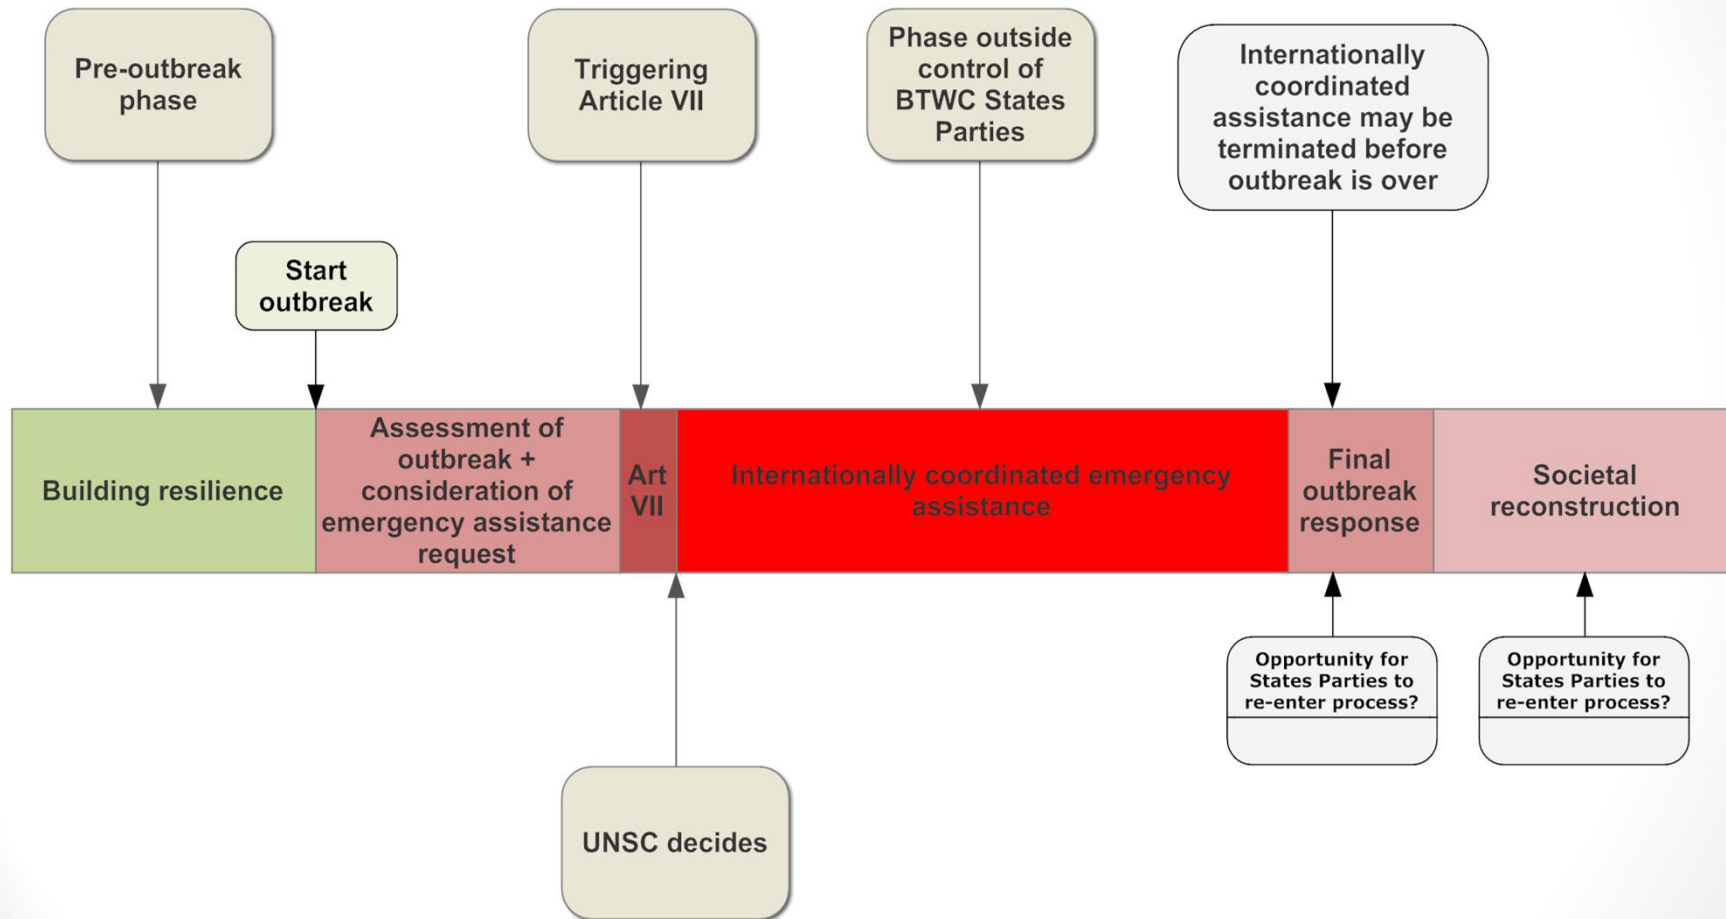 Pre-outbreak
phase
Triggering
Article VII
Phase outside
control of
BTWC States
Parties
Internationally
coordinated
assistance may be
terminated before
outbreak is over
Start
outbreak
Building resilience
Assessment of
outbreak +
consideration of
emergency assistance
request
Art
VII
Internationally coordinated emergency
assistance
Final
outbreak
response
Societal
reconstruction
UNSC decides
Opportunity for
States Parties to
re-enter process?
Opportunity for
States Parties to
re-enter process?